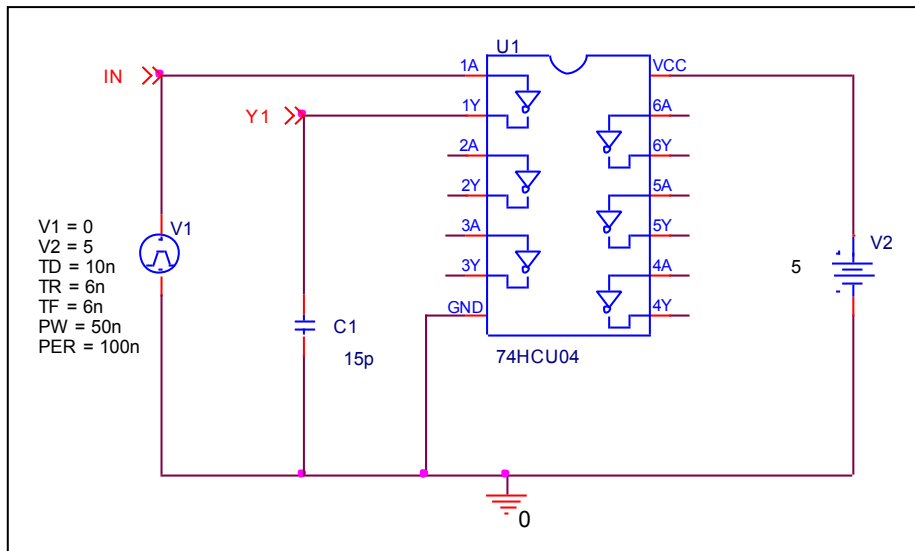 U1
IN
1A
VCC
Y1
1Y
6A
2A
6Y
2Y
5A
3A
5Y
3Y
4A
GND
4Y
74HCU04
V1
V1 = 0
V2 = 5
TD = 10n
TR = 6n
TF = 6n
PW = 50n
PER = 100n
C1
15p
V2
5
0